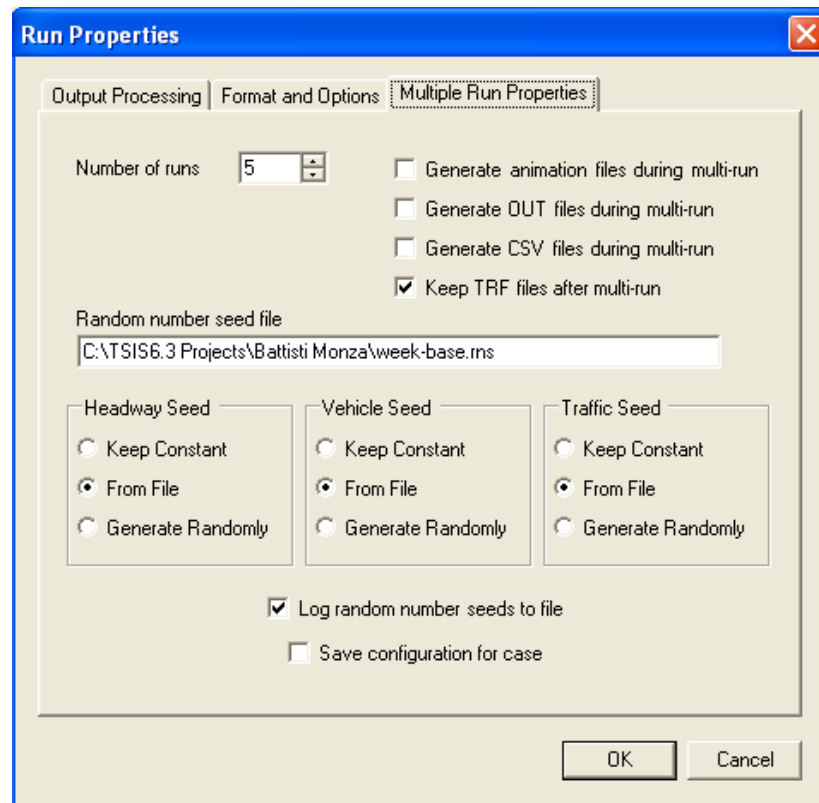 Run Properties
Output Processing
Format and Options
Multiple Run Properties
Number of runs
5
Generate animation files during multi-run
Generate OUT files during multi-run
Generate CSV files during multi-run
Keep TRF files after multi-run
Random number seed file
C:\TSIS6.3 Projects\Battisti Monza\week-base.rns
Headway Seed
Keep Constant
From File
Generate Randomly
Vehicle Seed
Keep Constant
From File
Generate Randomly
Traffic Seed
Keep Constant
From File
Generate Randomly
Log random number seeds to file
Save configuration for case
OK
Cancel